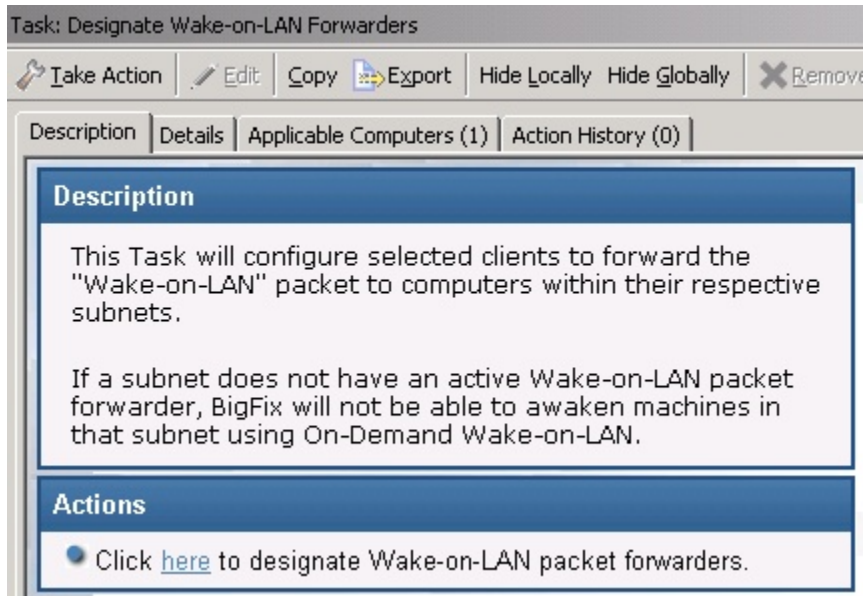 Task: Designate Wake-on-LAN Forwarders
Take Action Edit Copy Export Hide Locally Hide Globally Remove
Description Details Applicable Computers (1) Action History (0)
Description
This Task will configure selected clients to forward the
"Wake-on-LAN" packet to computers within their respective
subnets.
If a subnet does not have an active Wake-on-LAN packet
forwarder, BigFix will not be able to awaken machines in
that subnet using On-Demand Wake-on-LAN.
Actions
Click here to designate Wake-on-LAN packet forwarders.